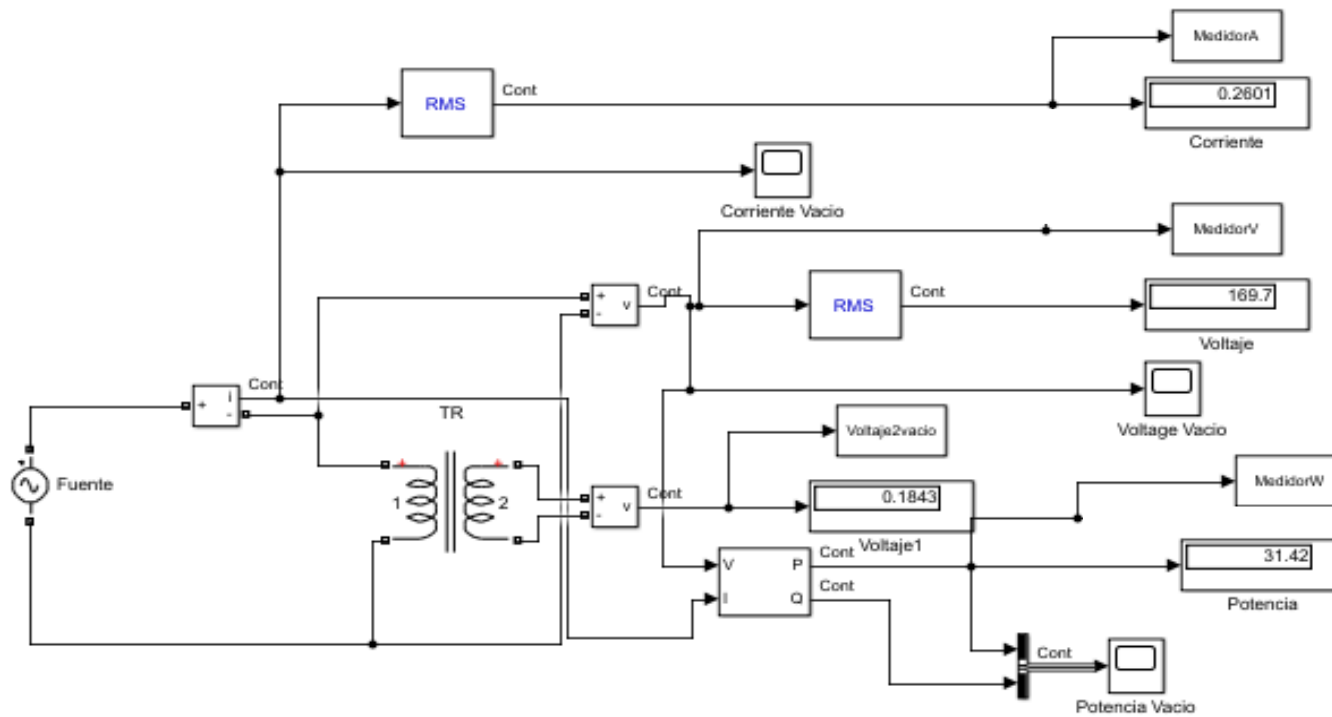 MedidorA
Cont
RMS
0.2601
Corriente
Corriente Vacio
MedidorV
Cont
+
-
v
RMS
Cont
169.7
Voltaje
Cont
+
i
-
TR
Voltage Vacio
Voltaje2vacio
Fuente
1
2
+
-
v
Cont
0.1843
Voltaje1
MedidorW
V
I
P
Q
Cont
Cont
31.42
Potencia
Cont
Potencia Vacio